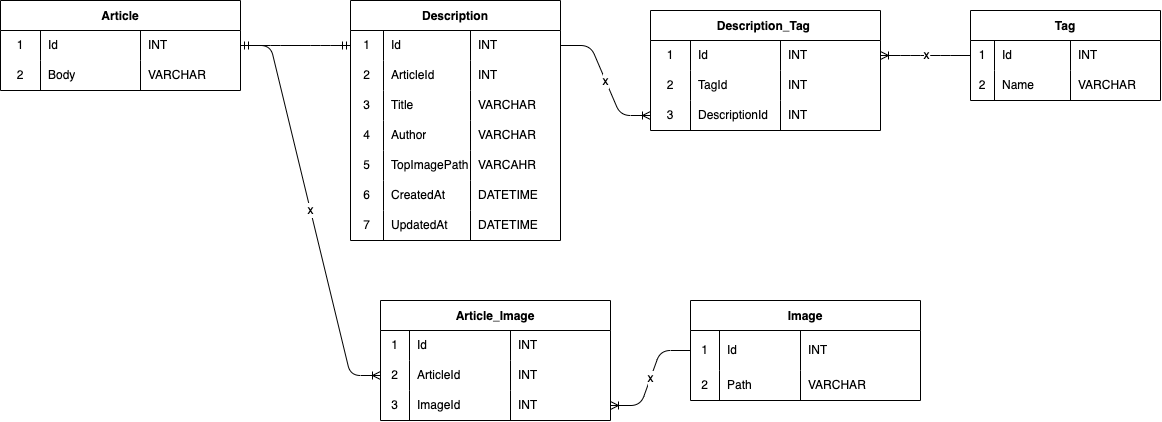 Article
1 Id INT
2 Body VARCHAR
Description
1 Id INT
2 ArticleId INT
3 Title VARCHAR
4 Author VARCHAR
5 TopImagePath VARCAHR
6 CreatedAt DATETIME
7 UpdatedAt DATETIME
x
Description_Tag
1 Id INT
2 TagId INT
3 DescriptionId INT
x
Tag
1 Id INT
2 Name VARCHAR
x
Article_Image
1 Id INT
2 ArticleId INT
3 ImageId INT
x
Image
1 Id INT
2 Path VARCHAR